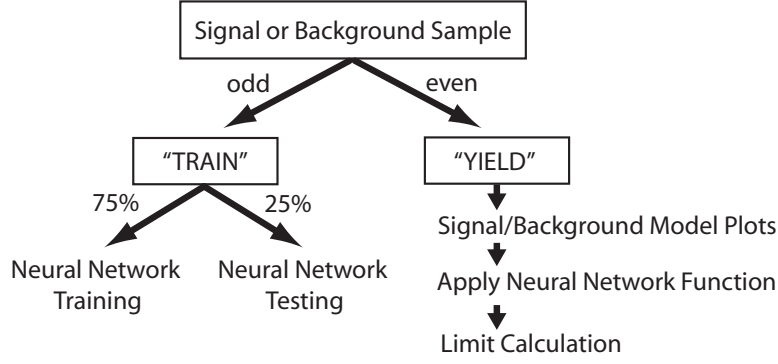 Signal or Background Sample
odd
even
“TRAIN”
“YIELD”
75%
25%
Neural Network
Training
Neural Network
Testing
Signal/Background Model Plots
Apply Neural Network Function
Limit Calculation